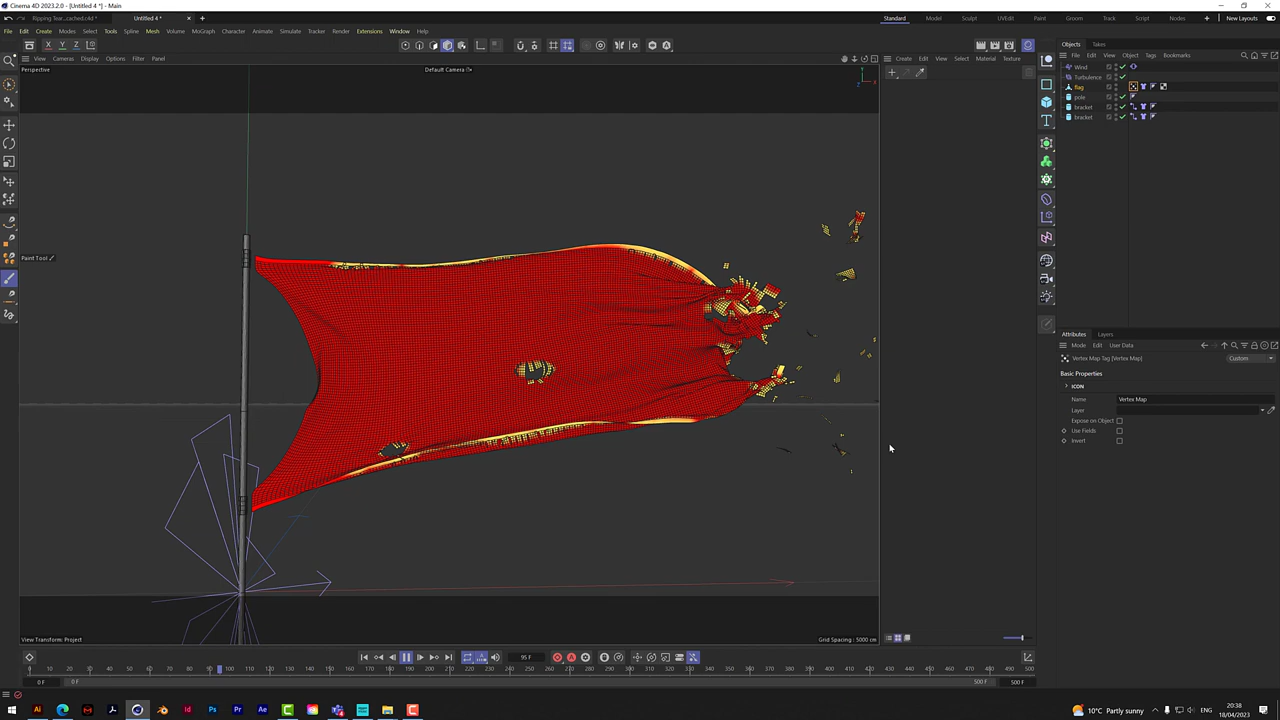 Cinema 4D 2023.2.0 - [Untitled 4 *] - Main
Ripping Tear...cached.c4d *
Untitled 4 *
Standard
Model
Sculpt
UVEdit
Paint
Groom
Track
Script
Nodes
New Layouts
File
Edit
Create
Modes
Select
Tools
Spline
Mesh
Volume
MoGraph
Character
Animate
Simulate
Tracker
Render
Extensions
Window
Help
X
Y
Z
View
Cameras
Display
Options
Filter
Panel
Perspective
Default Camera
Paint Tool
View Transform: Project
Grid Spacing : 5000 cm
Create
Edit
View
Select
Material
Texture
Objects
Takes
File
Edit
View
Object
Tags
Bookmarks
Wind
Turbulence
flag
pole
bracket
bracket
Attributes
Layers
Mode
Edit
User Data
Vertex Map Tag [Vertex Map]
Custom
Basic Properties
ICON
Name
Vertex Map
Layer
Expose on Object
Use Fields
Invert
95 F
0 F
0 F
500 F
500 F
10°C
Partly sunny
ENG
20:38
18/04/2023